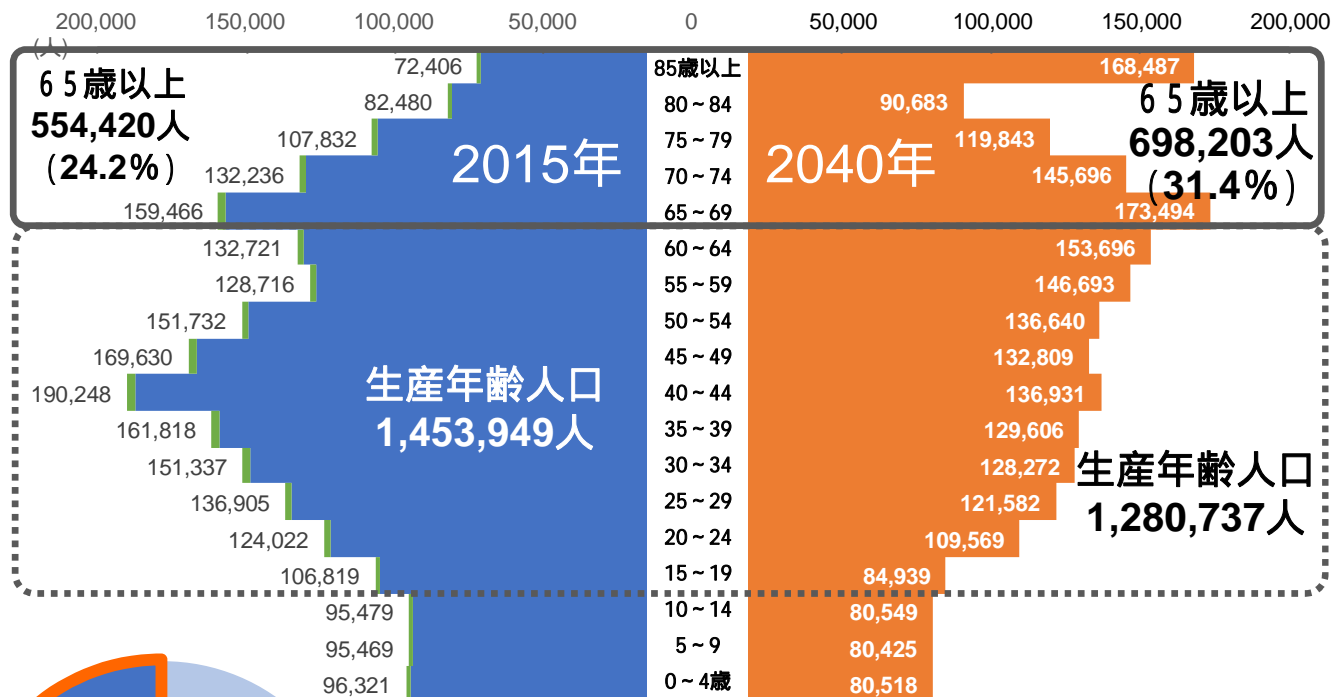 200,000 150,000 100,000 50,000 0 50,000 100,000 150,000 200,000
(人)
65歳以上
554,420人
(24.2%)
2015年
2040年
65歳以上
698,203人
(31.4%)
72,406 85歳以上 168,487
82,480 80~84 90,683
107,832 75~79 119,843
132,236 70~74 145,696
159,466 65~69 173,494
132,721 60~64 153,696
128,716 55~59 146,693
151,732 50~54 136,640
169,630 45~49 132,809
190,248 40~44 136,931
161,818 35~39 129,606
151,337 30~34 128,272
136,905 25~29 121,582
124,022 20~24 109,569
106,819 15~19 84,939
95,479 10~14 80,549
95,469 5~9 80,425
96,321 0~4歳 80,518
生産年齢人口
1,453,949人
生産年齢人口
1,280,737人